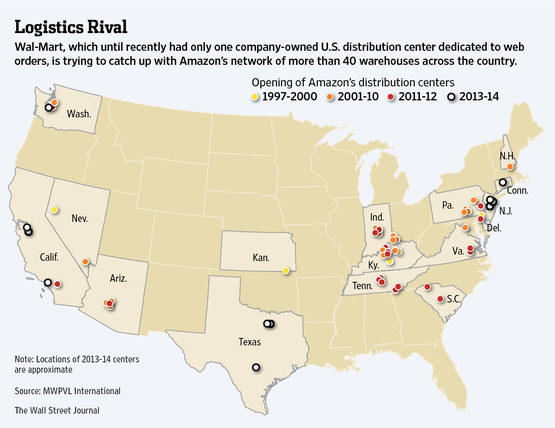 Logistics Rival
Wal-Mart, which until recently had only one company-owned U.S. distribution center dedicated to web
orders, is trying to catch up with Amazon's network of more than 40 warehouses across the country.
Opening of Amazon's distribution centers
1997-2000 2001-10 2011-12 2013-14
Wash.
N.H.
Conn.
Pa.
N.J.
Nev.
Ind.
Del.
Calif.
Kan.
Va.
Ky.
Ariz.
Tenn.
S.C.
Texas
Note: Locations of 2013-14 centers
are approximate
Source: MWPVL International
The Wall Street Journal